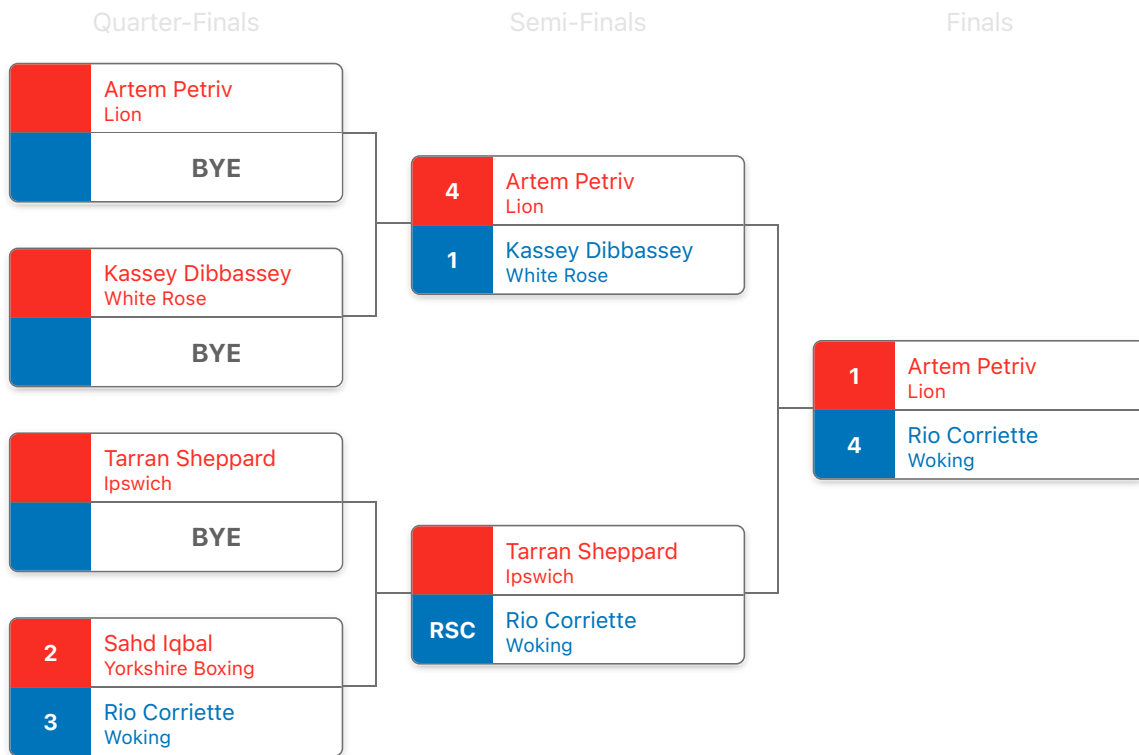 Quarter-Finals
Semi-Finals
Finals
Artem Petriv
Lion
BYE
Kassey Dibbassey
White Rose
BYE
Tarran Sheppard
Ipswich
BYE
2
Sahd Iqbal
Yorkshire Boxing
3
Rio Corriette
Woking
4
Artem Petriv
Lion
1
Kassey Dibbassey
White Rose
Tarran Sheppard
Ipswich
RSC
Rio Corriette
Woking
1
Artem Petriv
Lion
4
Rio Corriette
Woking